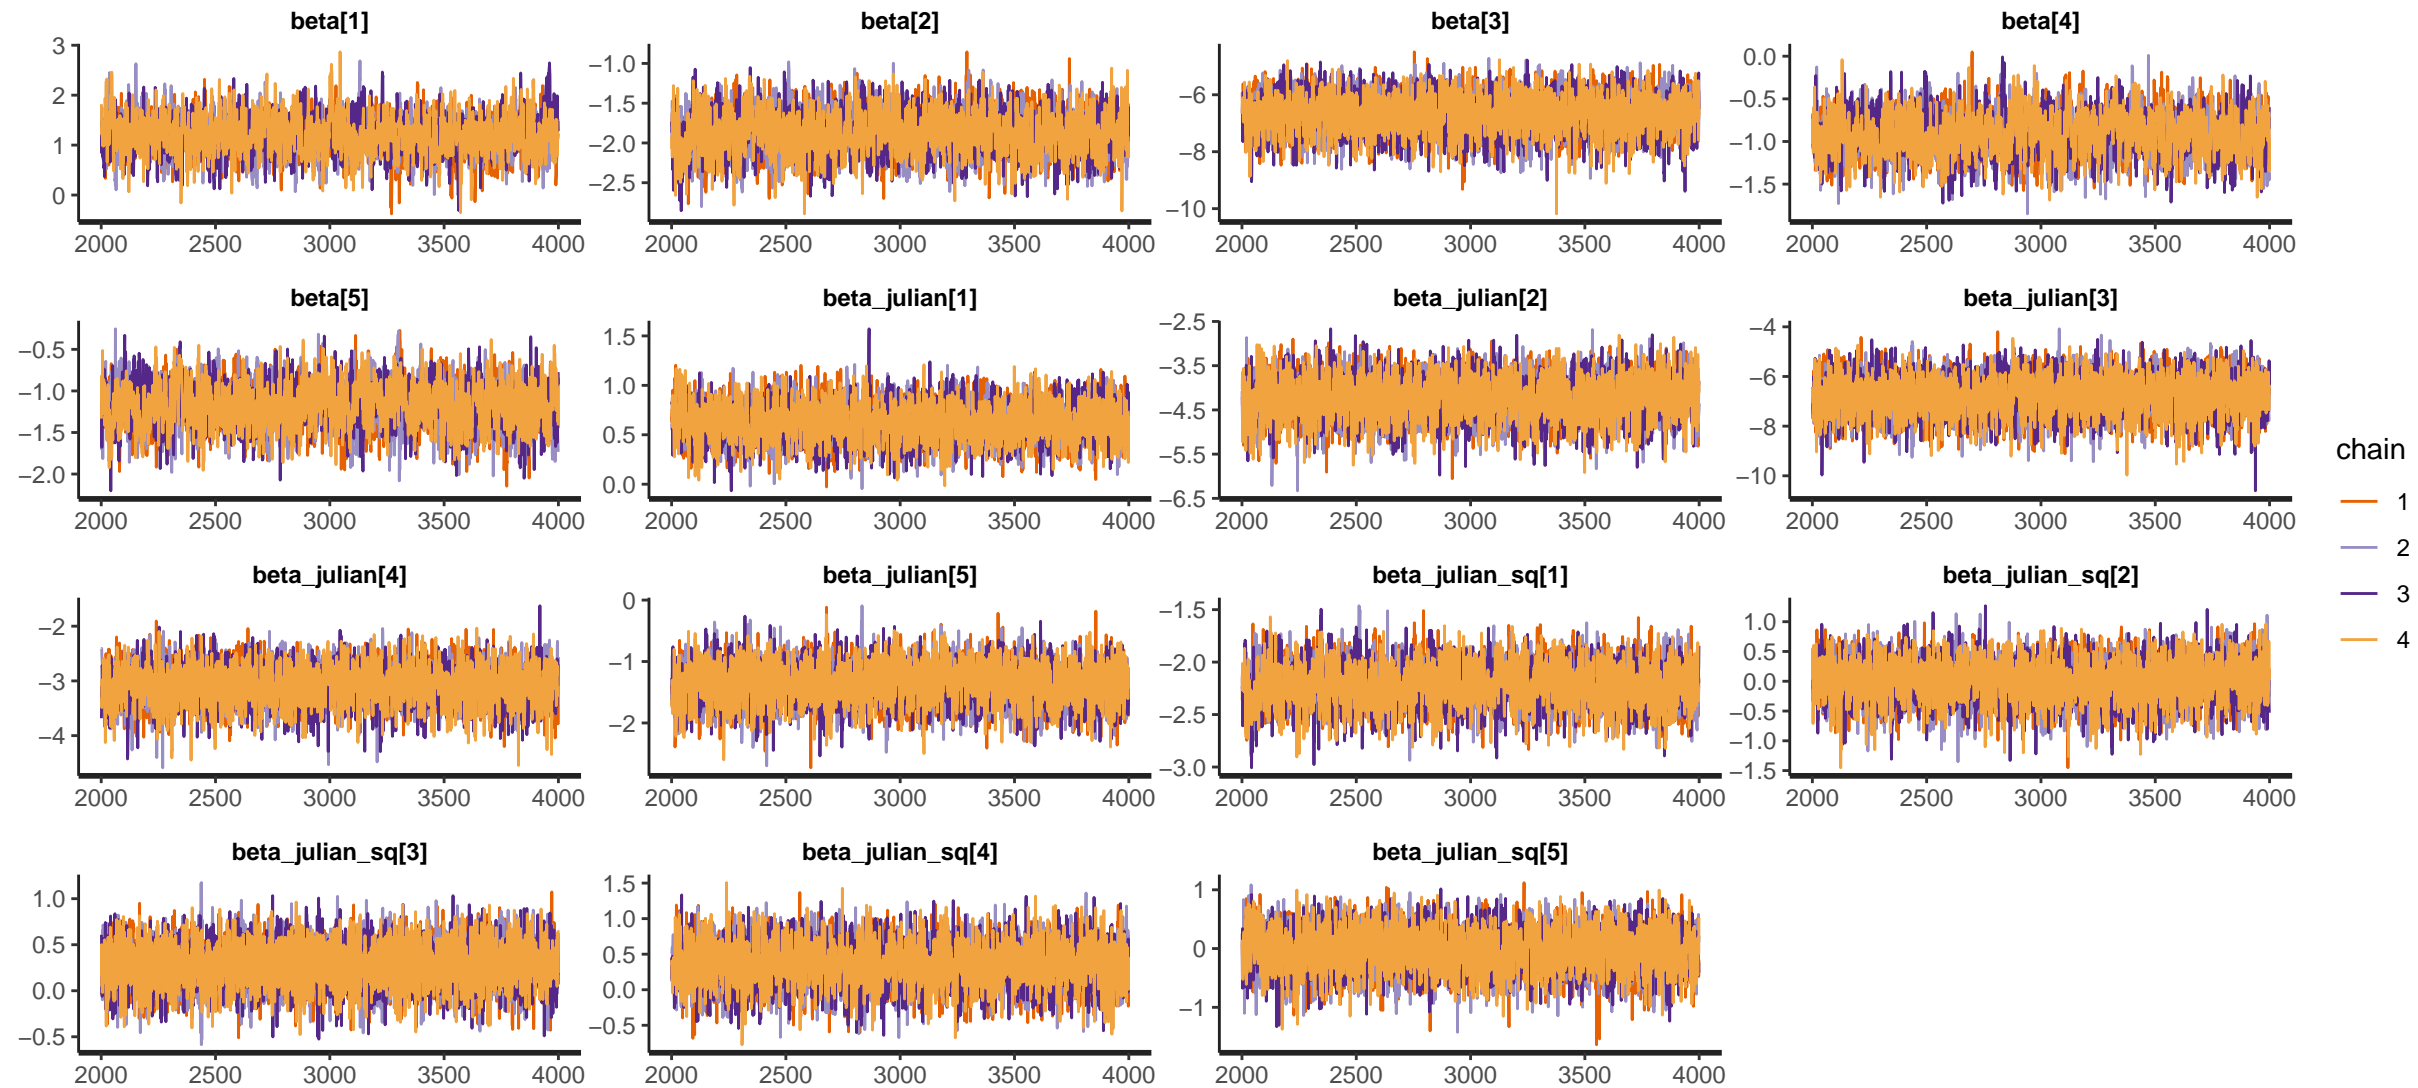 beta[1] beta[2] beta[3] beta[4]
3 2 1 0
−1.0 −1.5 −2.0 −2.5
−6 −8 −10
0.0 −0.5 −1.0 −1.5
2000 2500 3000 3500 4000 2000 2500 3000 3500 4000 2000 2500 3000 3500 4000 2000 2500 3000 3500 4000
beta[5] beta_julian[1] beta_julian[2] beta_julian[3]
−0.5 −1.0 −1.5 −2.0
1.5 1.0 0.5 0.0
−2.5 −3.5 −4.5 −5.5 −6.5
−4 −6 −8 −10
2000 2500 3000 3500 4000 2000 2500 3000 3500 4000 2000 2500 3000 3500 4000 2000 2500 3000 3500 4000
beta_julian[4] beta_julian[5] beta_julian_sq[1] beta_julian_sq[2]
−2 −3 −4
0 −1 −2
−1.5 −2.0 −2.5 −3.0
1.0 0.5 0.0 −0.5 −1.0 −1.5
2000 2500 3000 3500 4000 2000 2500 3000 3500 4000 2000 2500 3000 3500 4000 2000 2500 3000 3500 4000
beta_julian_sq[3] beta_julian_sq[4] beta_julian_sq[5]
1.0 0.5 0.0 −0.5
1.5 1.0 0.5 0.0 −0.5
1 0 −1
2000 2500 3000 3500 4000 2000 2500 3000 3500 4000 2000 2500 3000 3500 4000
chain
1
2
3
4